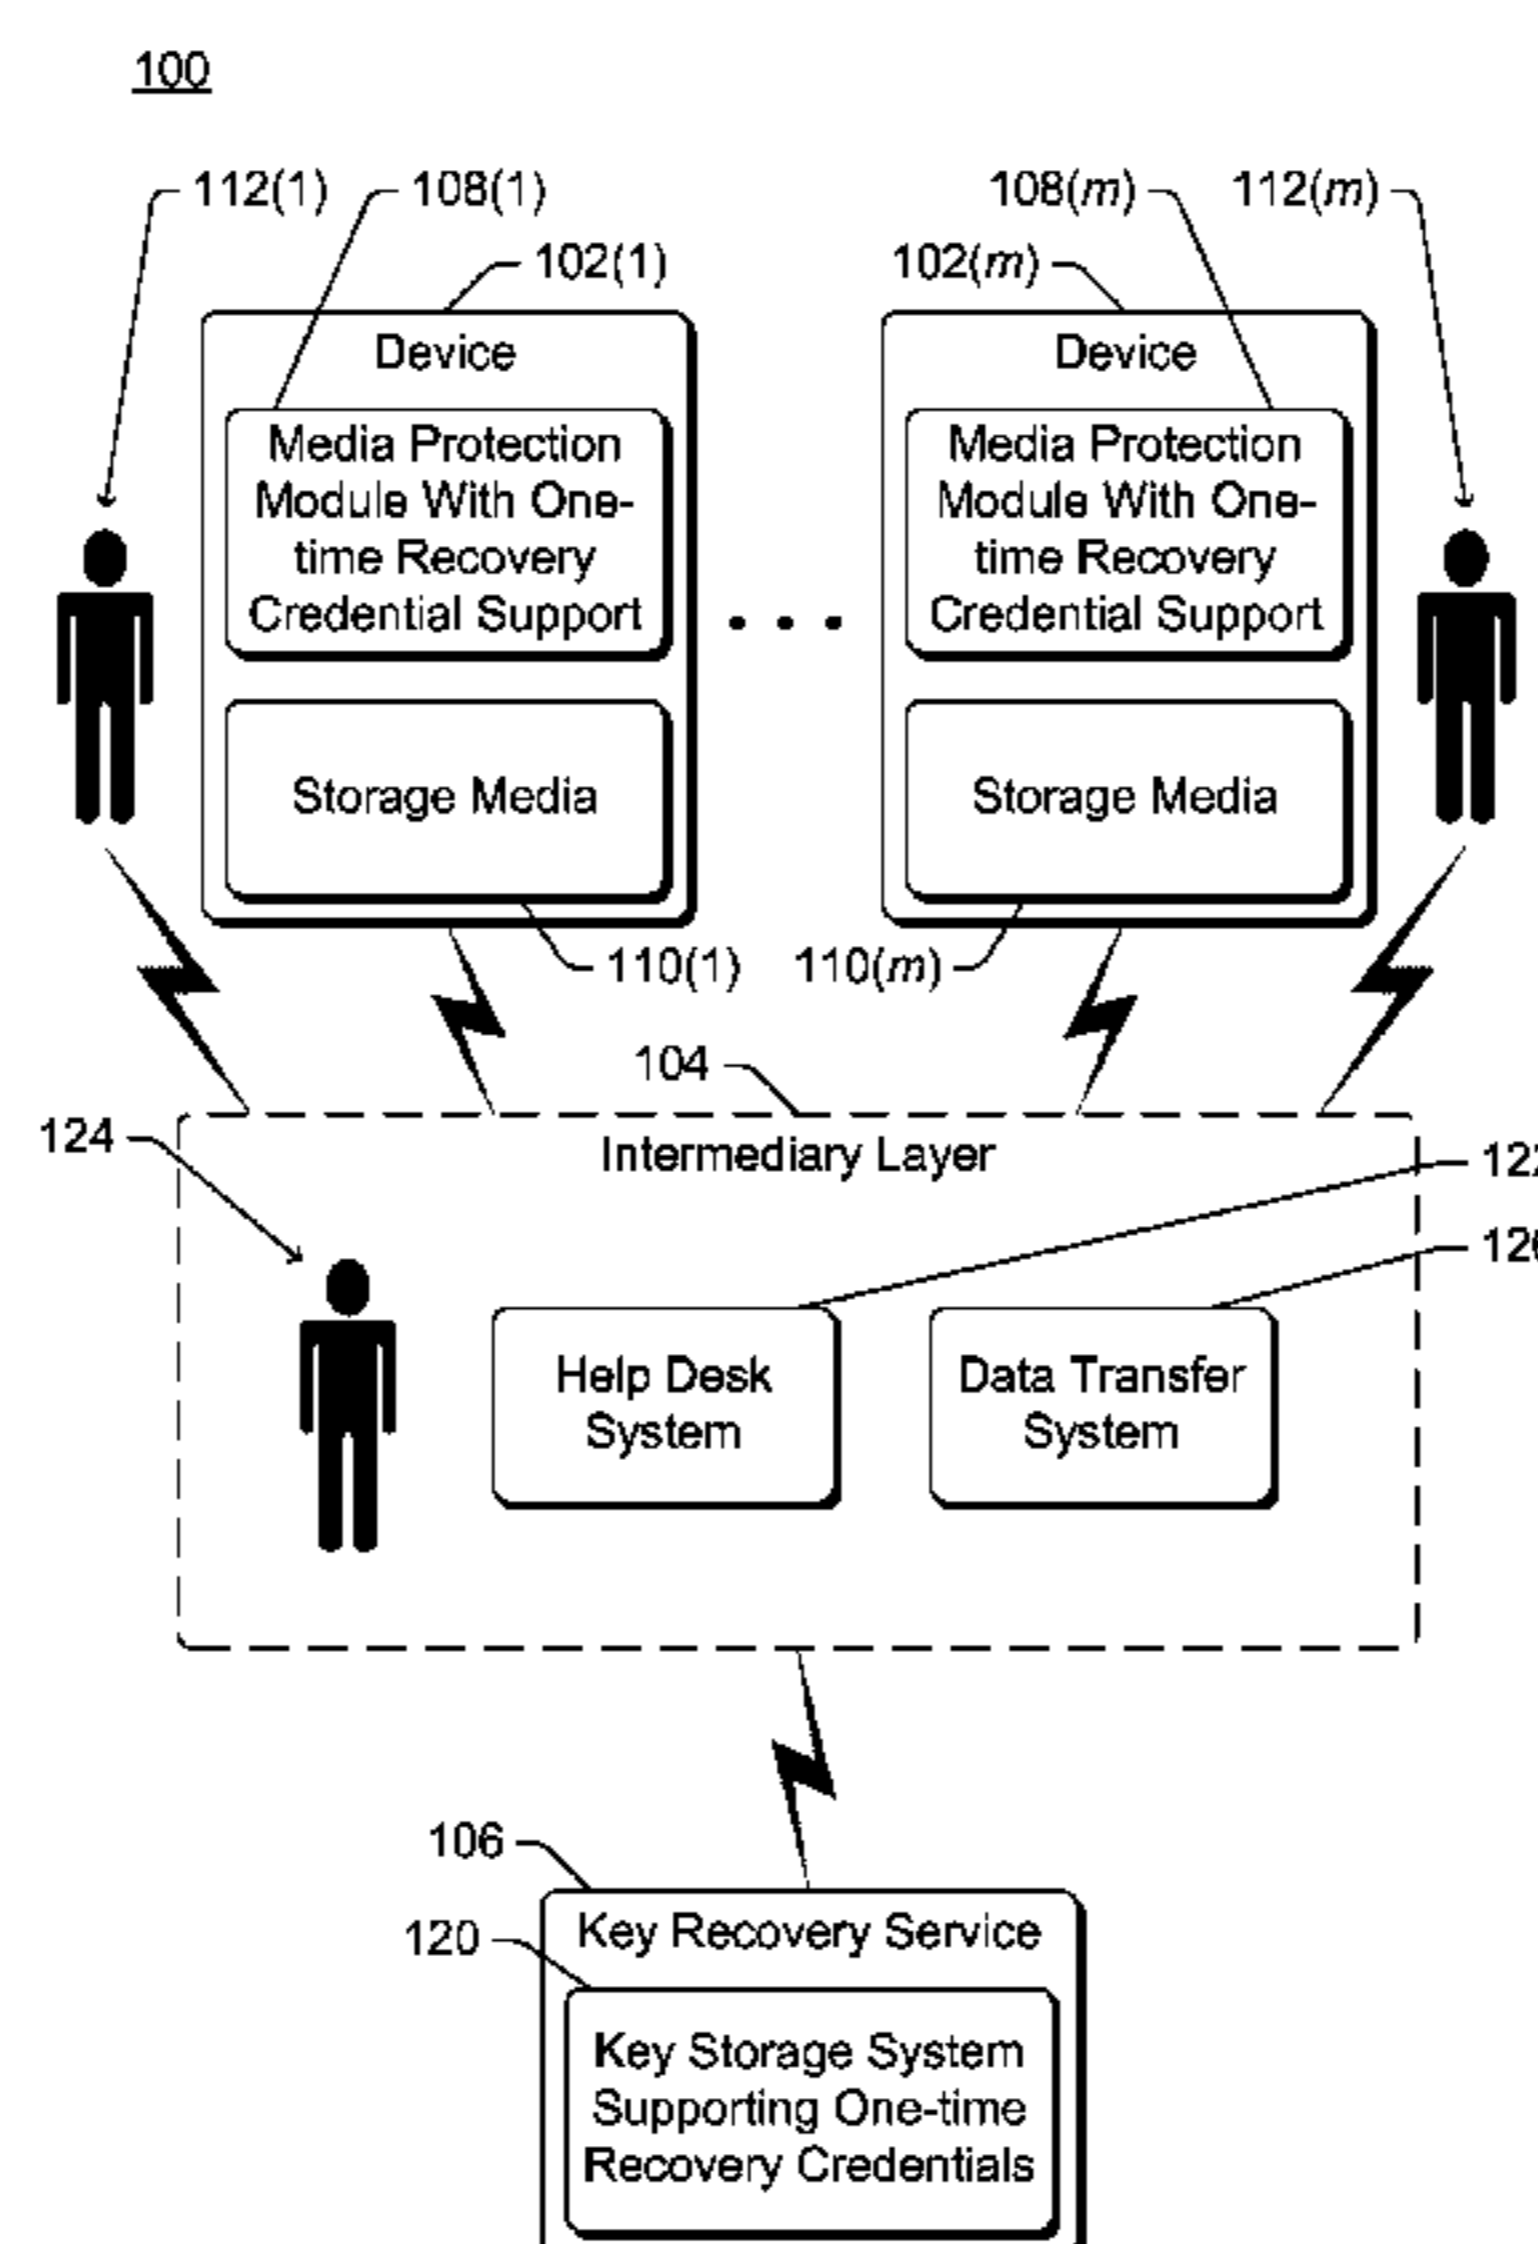 100
112(1)
108(1)
108(m)
112(m)
102(1)
102(m)
Device
Media Protection
Module With One-
time Recovery
Credential Support
Storage Media
Device
Media Protection
Module With One-
time Recovery
Credential Support
Storage Media
. . .
110(1)
110(m)
104
124
Intermediary Layer
122
Help Desk
System
Data Transfer
System
106
Key Recovery Service
120
Key Storage System
Supporting One-time
Recovery Credentials